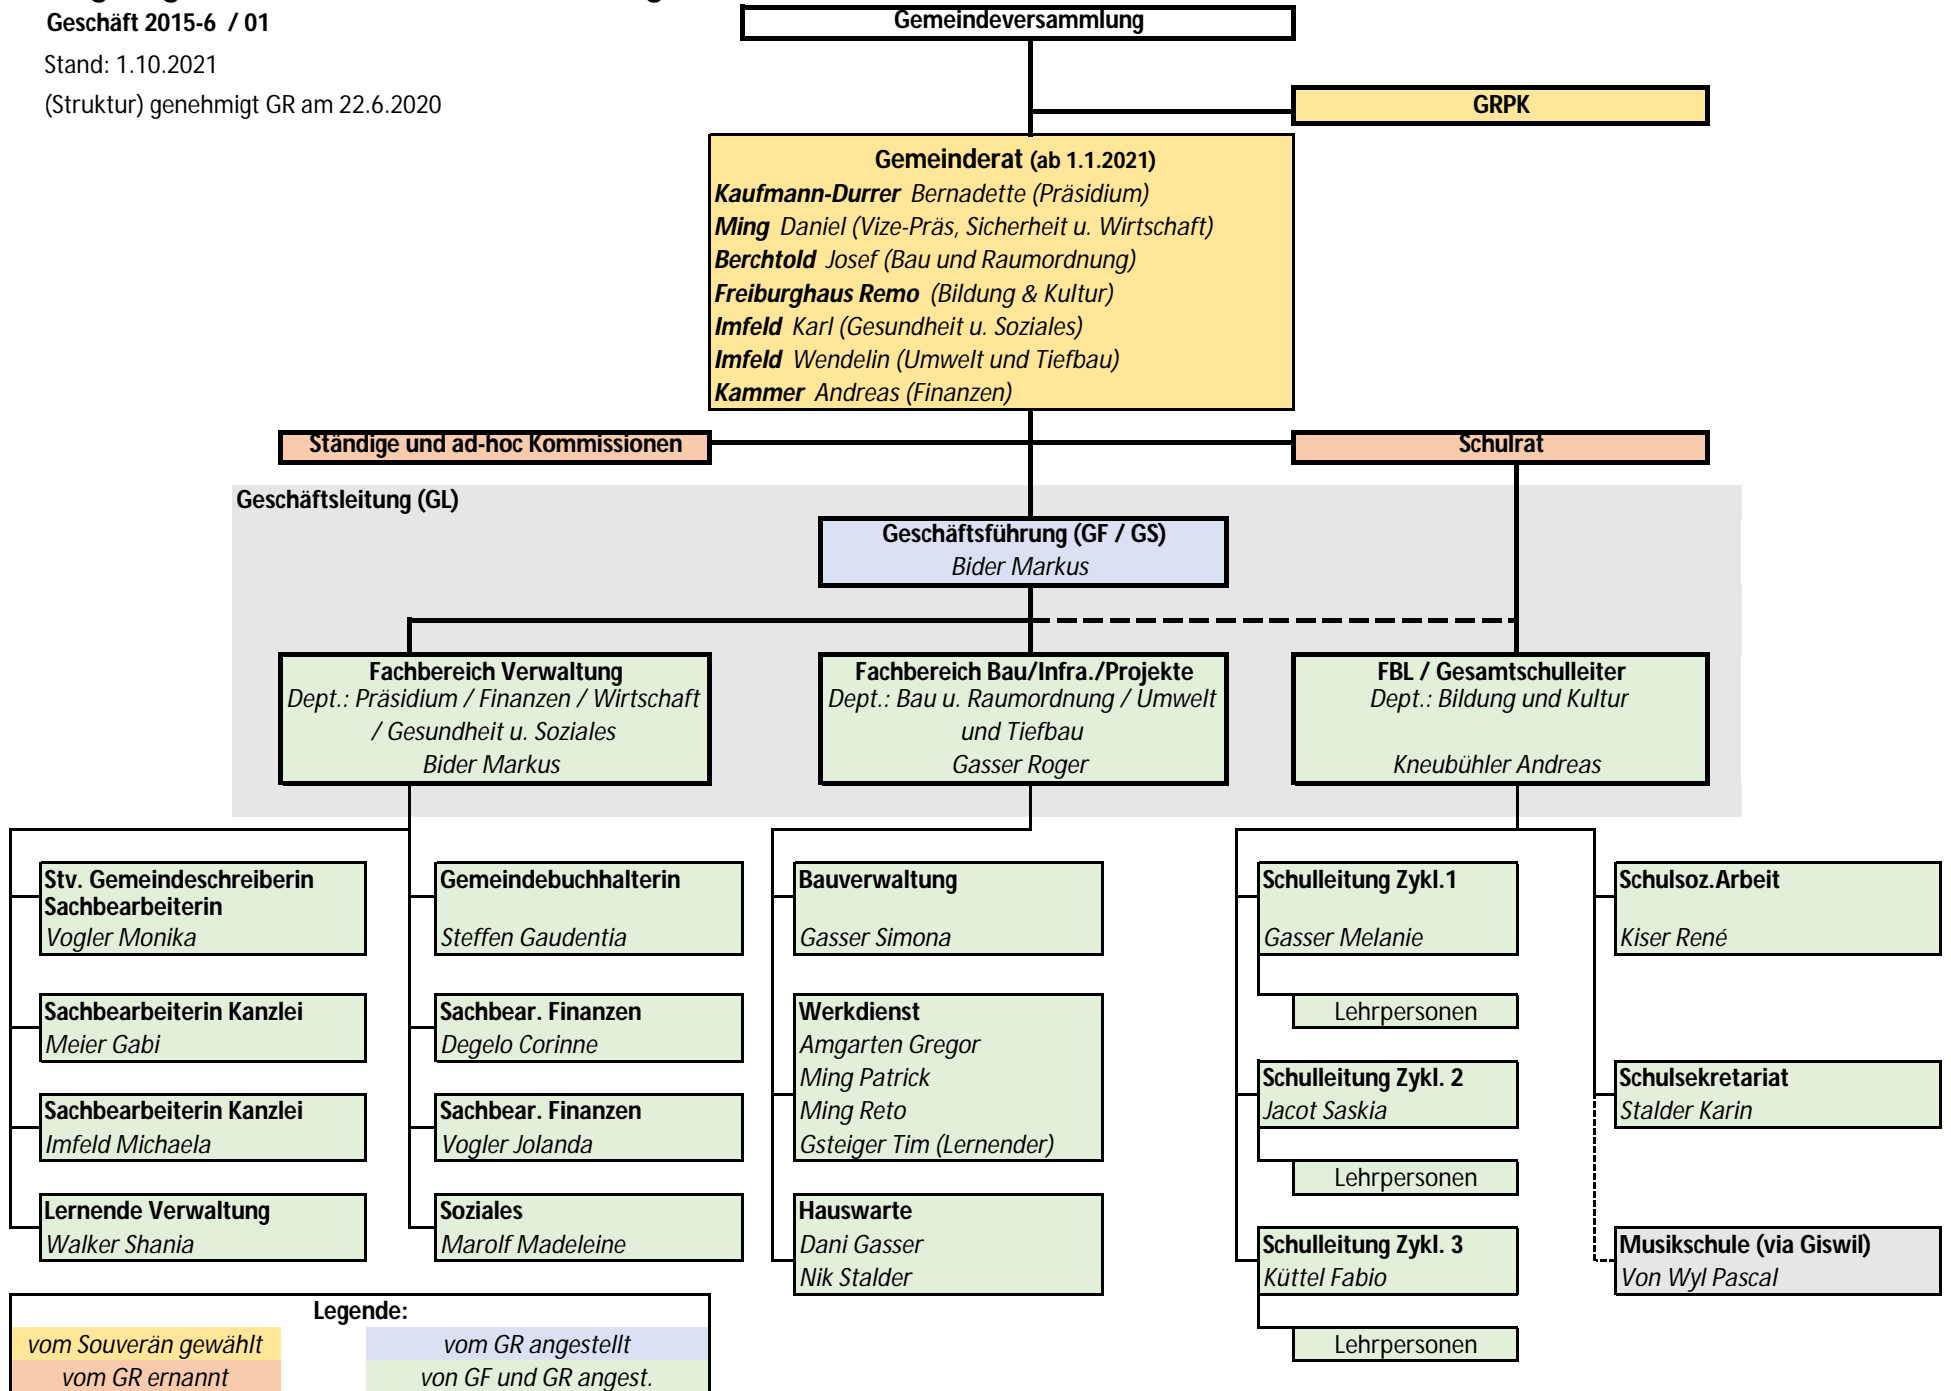 Geschäft 2015-6 / 01
Stand: 1.10.2021
(Struktur) genehmigt GR am 22.6.2020
Gemeindeversammlung
GRPK
Gemeinderat (ab 1.1.2021)
Kaufmann-Durrer Bernadette (Präsidium)
Ming Daniel (Vize-Präs, Sicherheit u. Wirtschaft)
Berchtold Josef (Bau und Raumordnung)
Freiburghaus Remo (Bildung & Kultur)
Imfeld Karl (Gesundheit u. Soziales)
Imfeld Wendelin (Umwelt und Tiefbau)
Kammer Andreas (Finanzen)
Ständige und ad-hoc Kommissionen
Schulrat
Geschäftsleitung (GL)
Geschäftsführung (GF / GS)
Bider Markus
Fachbereich Verwaltung
Dept.: Präsidium / Finanzen / Wirtschaft
/ Gesundheit u. Soziales
Bider Markus
Fachbereich Bau/Infra./Projekte
Dept.: Bau u. Raumordnung / Umwelt
und Tiefbau
Gasser Roger
FBL / Gesamtschulleiter
Dept.: Bildung und Kultur
Kneubühler Andreas
Stv. Gemeindeschreiberin
Sachbearbeiterin
Vogler Monika
Sachbearbeiterin Kanzlei
Meier Gabi
Sachbearbeiterin Kanzlei
Imfeld Michaela
Lernende Verwaltung
Walker Shania
Gemeindebuchhalterin
Steffen Gaudentia
Sachbear. Finanzen
Degelo Corinne
Sachbear. Finanzen
Vogler Jolanda
Soziales
Marolf Madeleine
Bauverwaltung
Gasser Simona
Werkdienst
Amgarten Gregor
Ming Patrick
Ming Reto
Gsteiger Tim (Lernender)
Hauswarte
Dani Gasser
Nik Stalder
Schulleitung Zykl.1
Gasser Melanie
Lehrpersonen
Schulleitung Zykl. 2
Jacot Saskia
Lehrpersonen
Schulleitung Zykl. 3
Küttel Fabio
Lehrpersonen
Schulsoz.Arbeit
Kiser René
Schulsekretariat
Stalder Karin
Musikschule (via Giswil)
Von Wyl Pascal
Legende:
vom Souverän gewählt
vom GR angestellt
vom GR ernannt
von GF und GR angest.